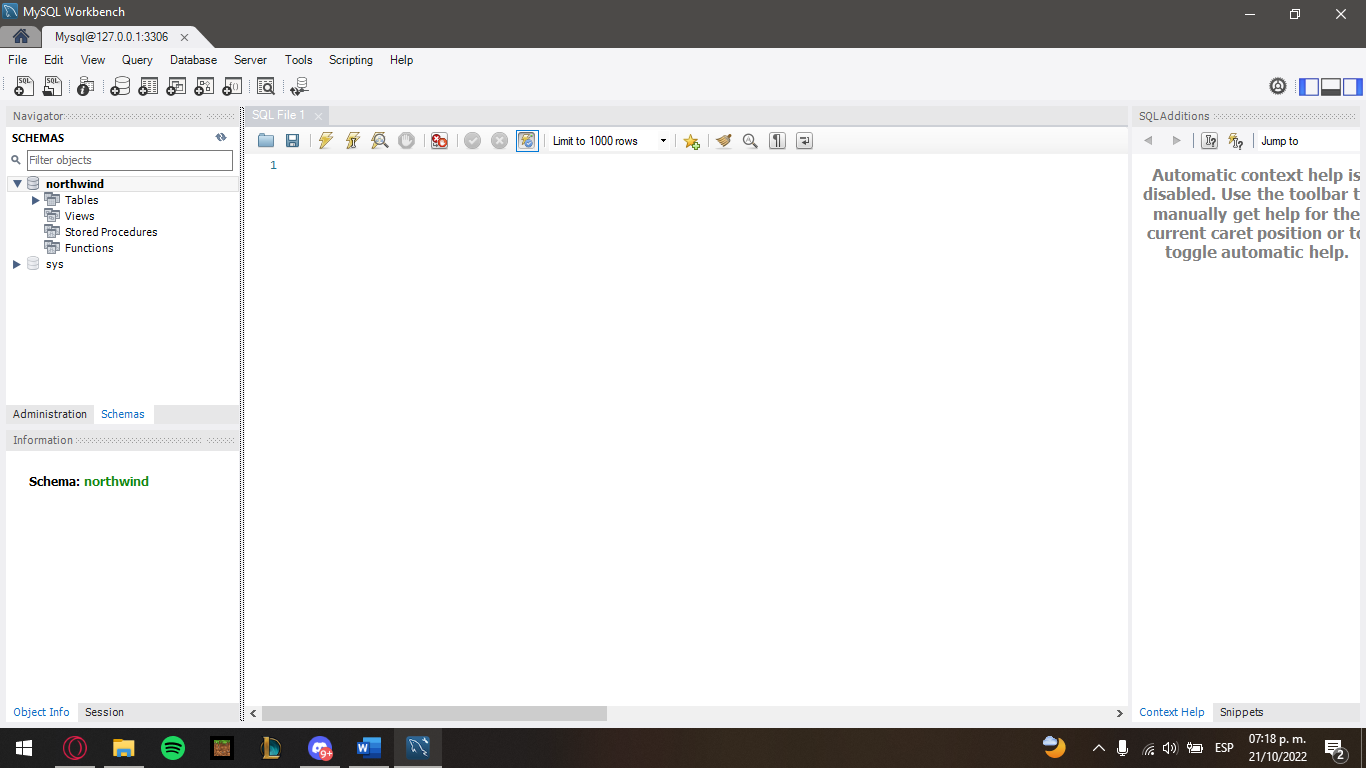 MySQL Workbench
Mysql@127.0.0.1:3306
File Edit View Query Database Server Tools Scripting Help
Navigator
SCHEMAS
Filter objects
northwind
Tables
Views
Stored Procedures
Functions
sys
Administration Schemas
Information
Schema: northwind
Object Info Session
SQL File 1
Limit to 1000 rows
1
SQLAdditions
Jump to
Automatic context help is
disabled. Use the toolbar t
manually get help for the
current caret position or to
toggle automatic help.
Context Help Snippets
9+
ESP
07:18 p. m.
21/10/2022
2